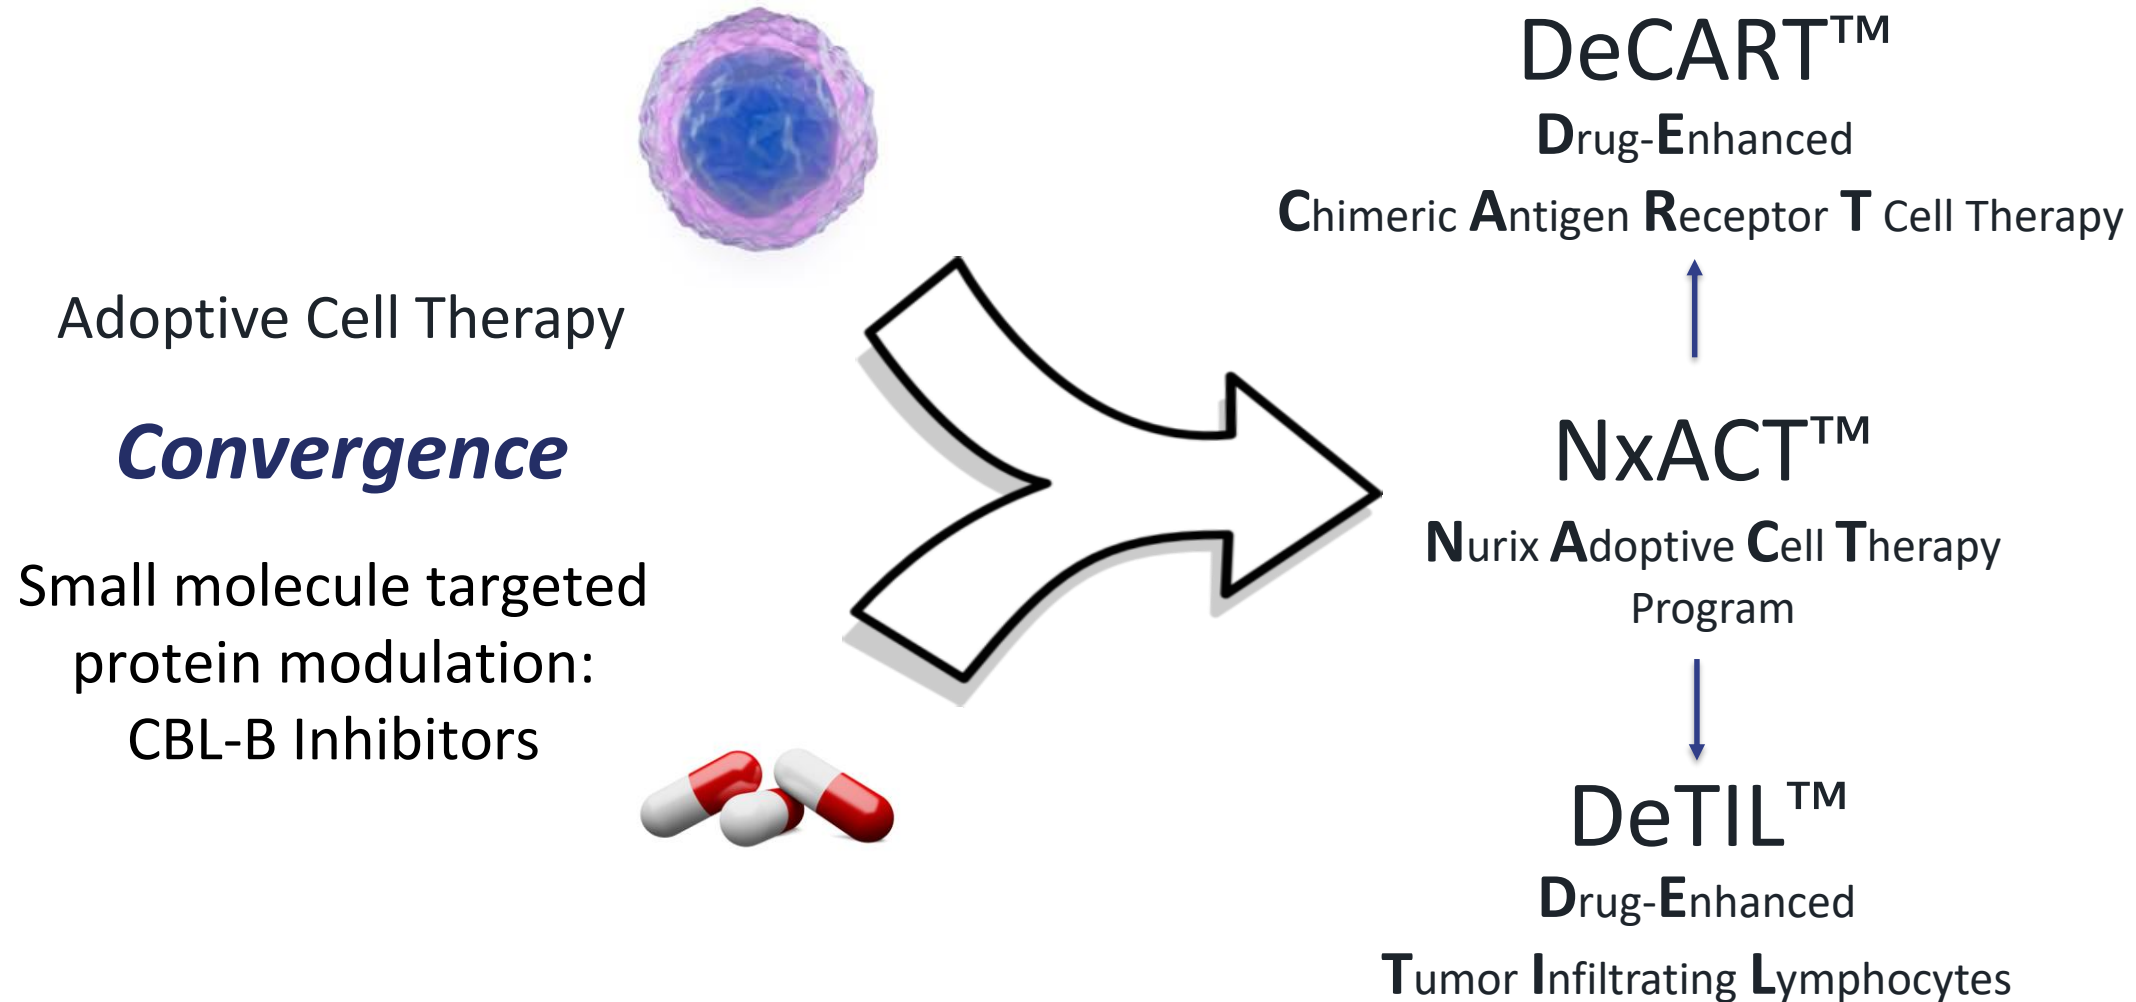 Adoptive Cell Therapy
Convergence
Small molecule targeted
protein modulation:
CBL-B Inhibitors
DeCART™
Drug-Enhanced
Chimeric Antigen Receptor T Cell Therapy
NxACT™
Nurix Adoptive Cell Therapy
Program
DeTIL™
Drug-Enhanced
Tumor Infiltrating Lymphocytes